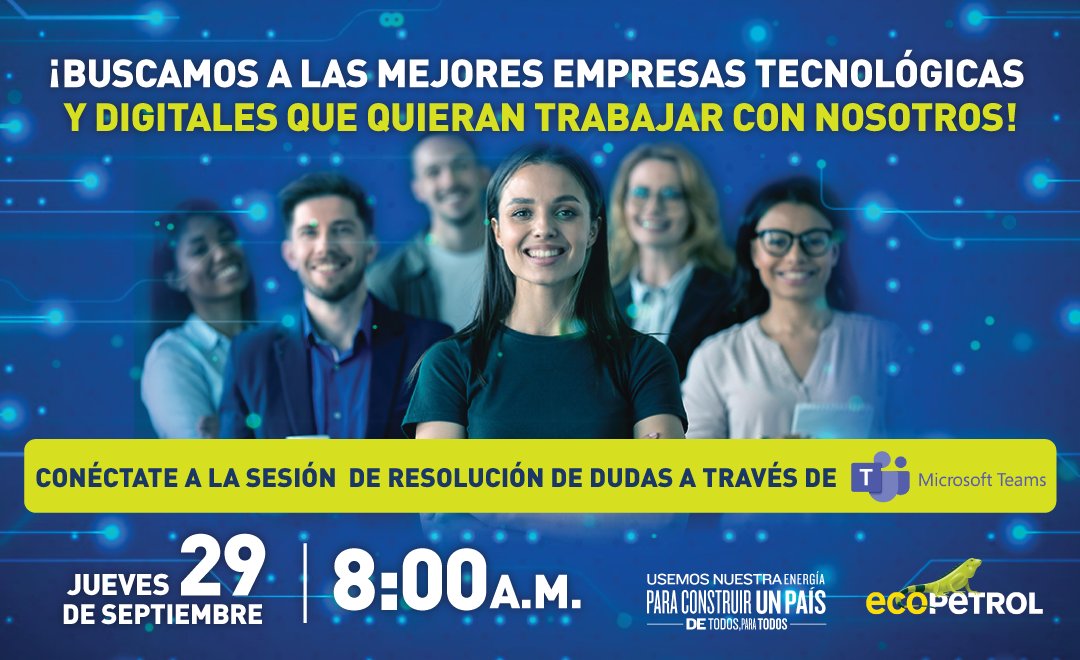 ¡BUSCAMOS A LAS MEJORES EMPRESAS TECNOLÓGICAS
Y DIGITALES QUE QUIERAN TRABAJAR CON NOSOTROS!
CONÉCTATE A LA SESIÓN DE RESOLUCIÓN DE DUDAS A TRAVÉS DE T Microsoft Teams
JUEVES 29
DE SEPTIEMBRE
8:00 A.M.
USEMOS NUESTRA ENERGÍA
PARA CONSTRUIR UN PAÍS
DE TODOS, PARA TODOS
ecopetrol